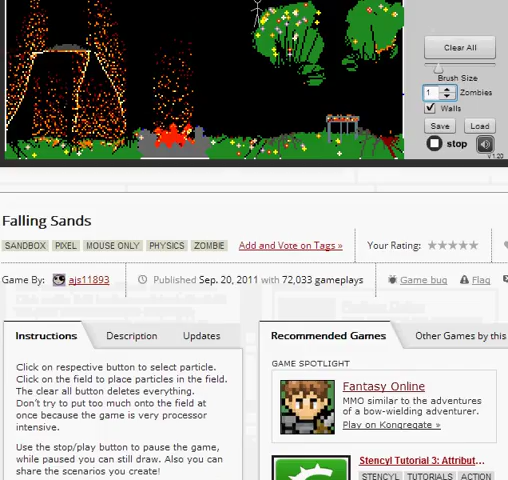 Clear All
Brush Size
1 Zombies
Walls
Save Load
stop
V 1.20
Falling Sands
SANDBOX PIXEL MOUSE ONLY PHYSICS ZOMBIE Add and Vote on Tags » Your Rating:
Game By: ajs11893 Published Sep. 20, 2011 with 72,033 gameplays Game bug Flag
Instructions Description Updates
Click on respective button to select particle.
Click on the field to place particles in the field.
The clear all button deletes everything.
Don't try to put too much onto the field at
once because the game is very processor
intensive.
Use the stop/play button to pause the game,
while paused you can still draw. Also you can
share the scenarios you create!
Recommended Games Other Games by this
GAME SPOTLIGHT
Fantasy Online
MMO similar to the adventures
of a bow-wielding adventurer.
Play on Kongregate »
Stencyl Tutorial 3: Attribut...
STENCYL TUTORIALS ACTION